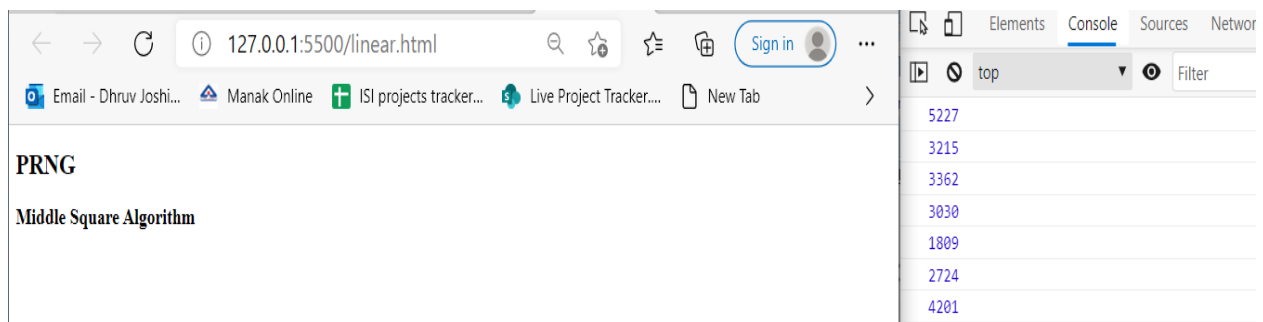 127.0.0.1:5500/linear.html
Sign in
Email - Dhruv Joshi...
Manak Online
ISI projects tracker...
Live Project Tracker....
New Tab
PRNG
Middle Square Algorithm
Elements Console Sources Networ
top
Filter
5227
3215
3362
3030
1809
2724
4201